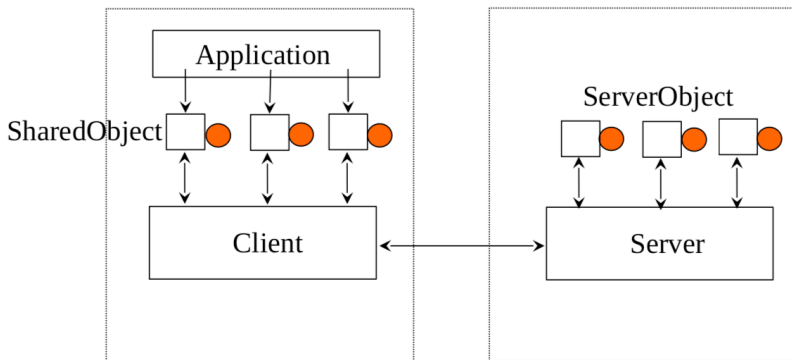 Application
SharedObject
ServerObject
Client
Server